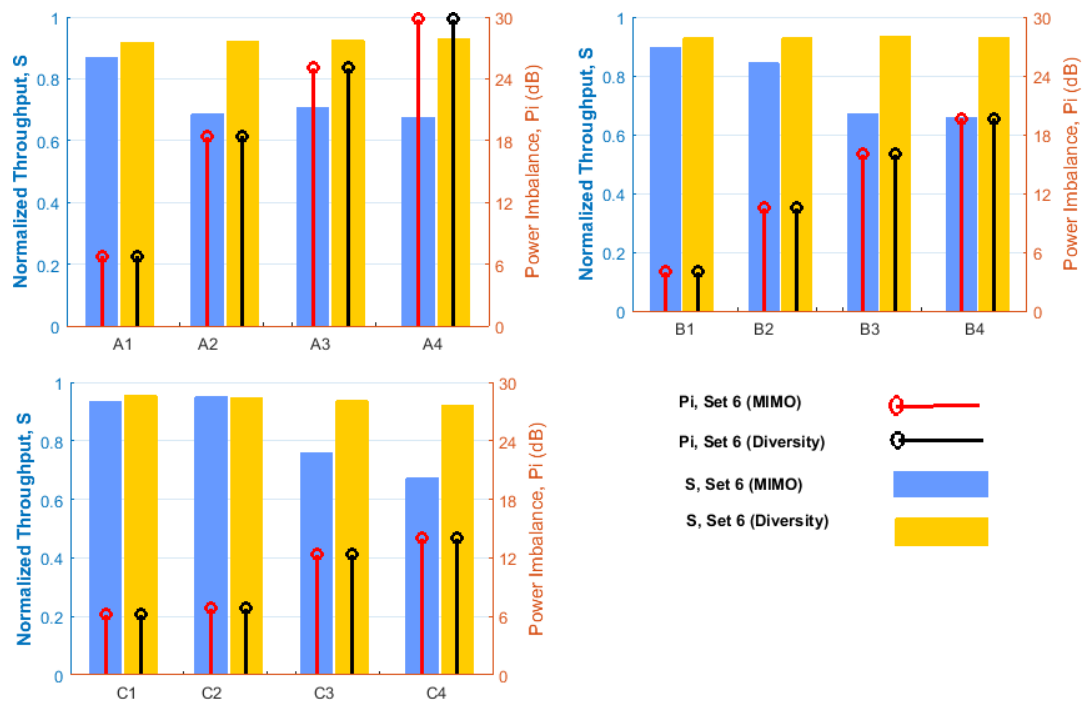 Normalized Throughput, S
1
0.8
0.6
0.4
0.2
0
A1 A2 A3 A4
30
24
18
12
6
0
Power Imbalance, Pi (dB)
Normalized Throughput, S
1
0.8
0.6
0.4
0.2
0
B1 B2 B3 B4
30
24
18
12
6
0
Power Imbalance, Pi (dB)
Normalized Throughput, S
1
0.8
0.6
0.4
0.2
0
C1 C2 C3 C4
30
24
18
12
6
0
Power Imbalance, Pi (dB)
Pi, Set 6 (MIMO)
Pi, Set 6 (Diversity)
S, Set 6 (MIMO)
S, Set 6 (Diversity)